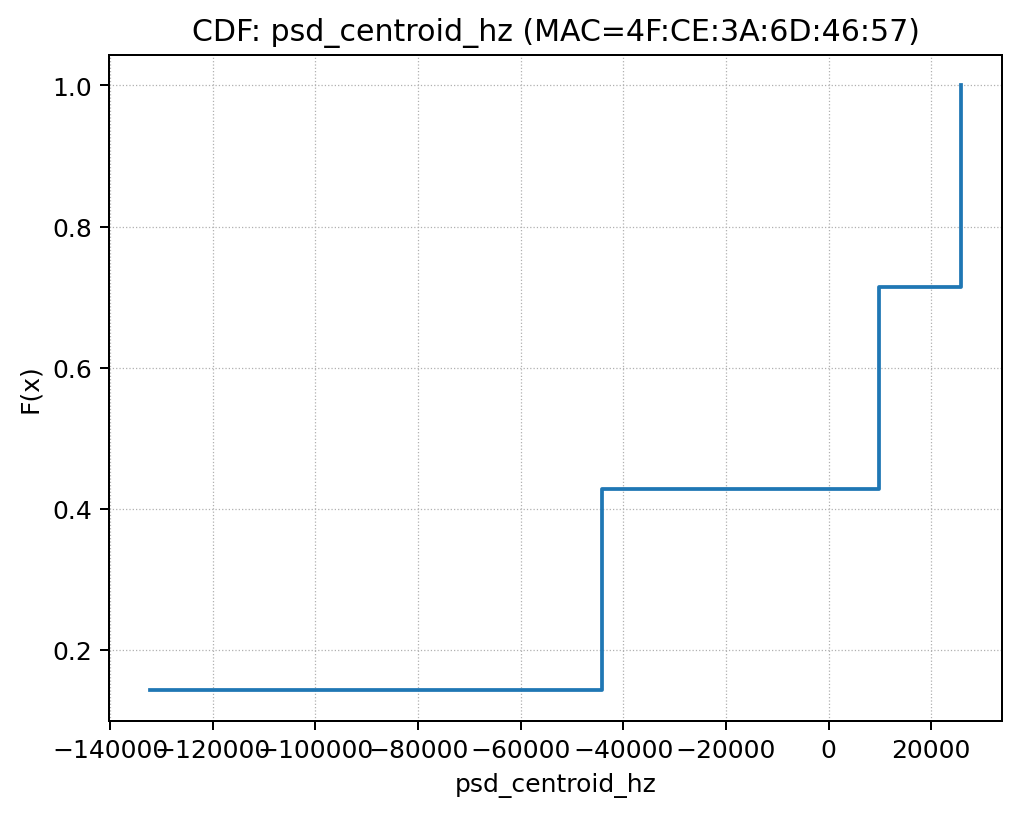 CDF: psd_centroid_hz (MAC=4F:CE:3A:6D:46:57)
1.0
0.8
0.6
0.4
0.2
F(x)
−140000 −120000 −100000 −80000 −60000 −40000 −20000 0 20000
psd_centroid_hz